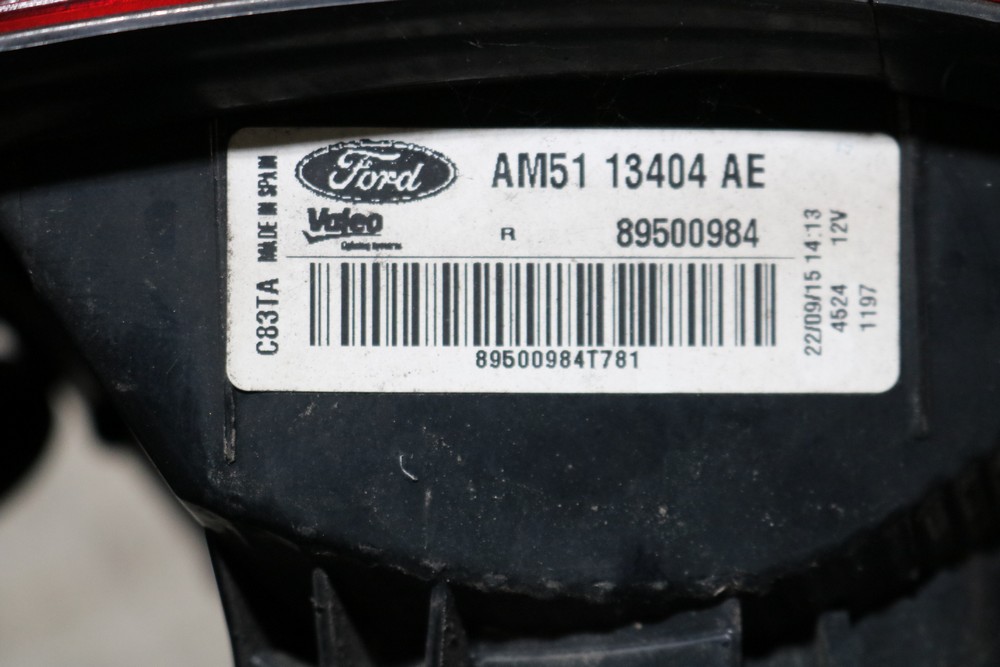 Ford
AM51 13404 AE
Valeo
R
89500984
89500984T781
C83TA MADE IN SPAIN
22/09/15 14:13
4524 12V
1197